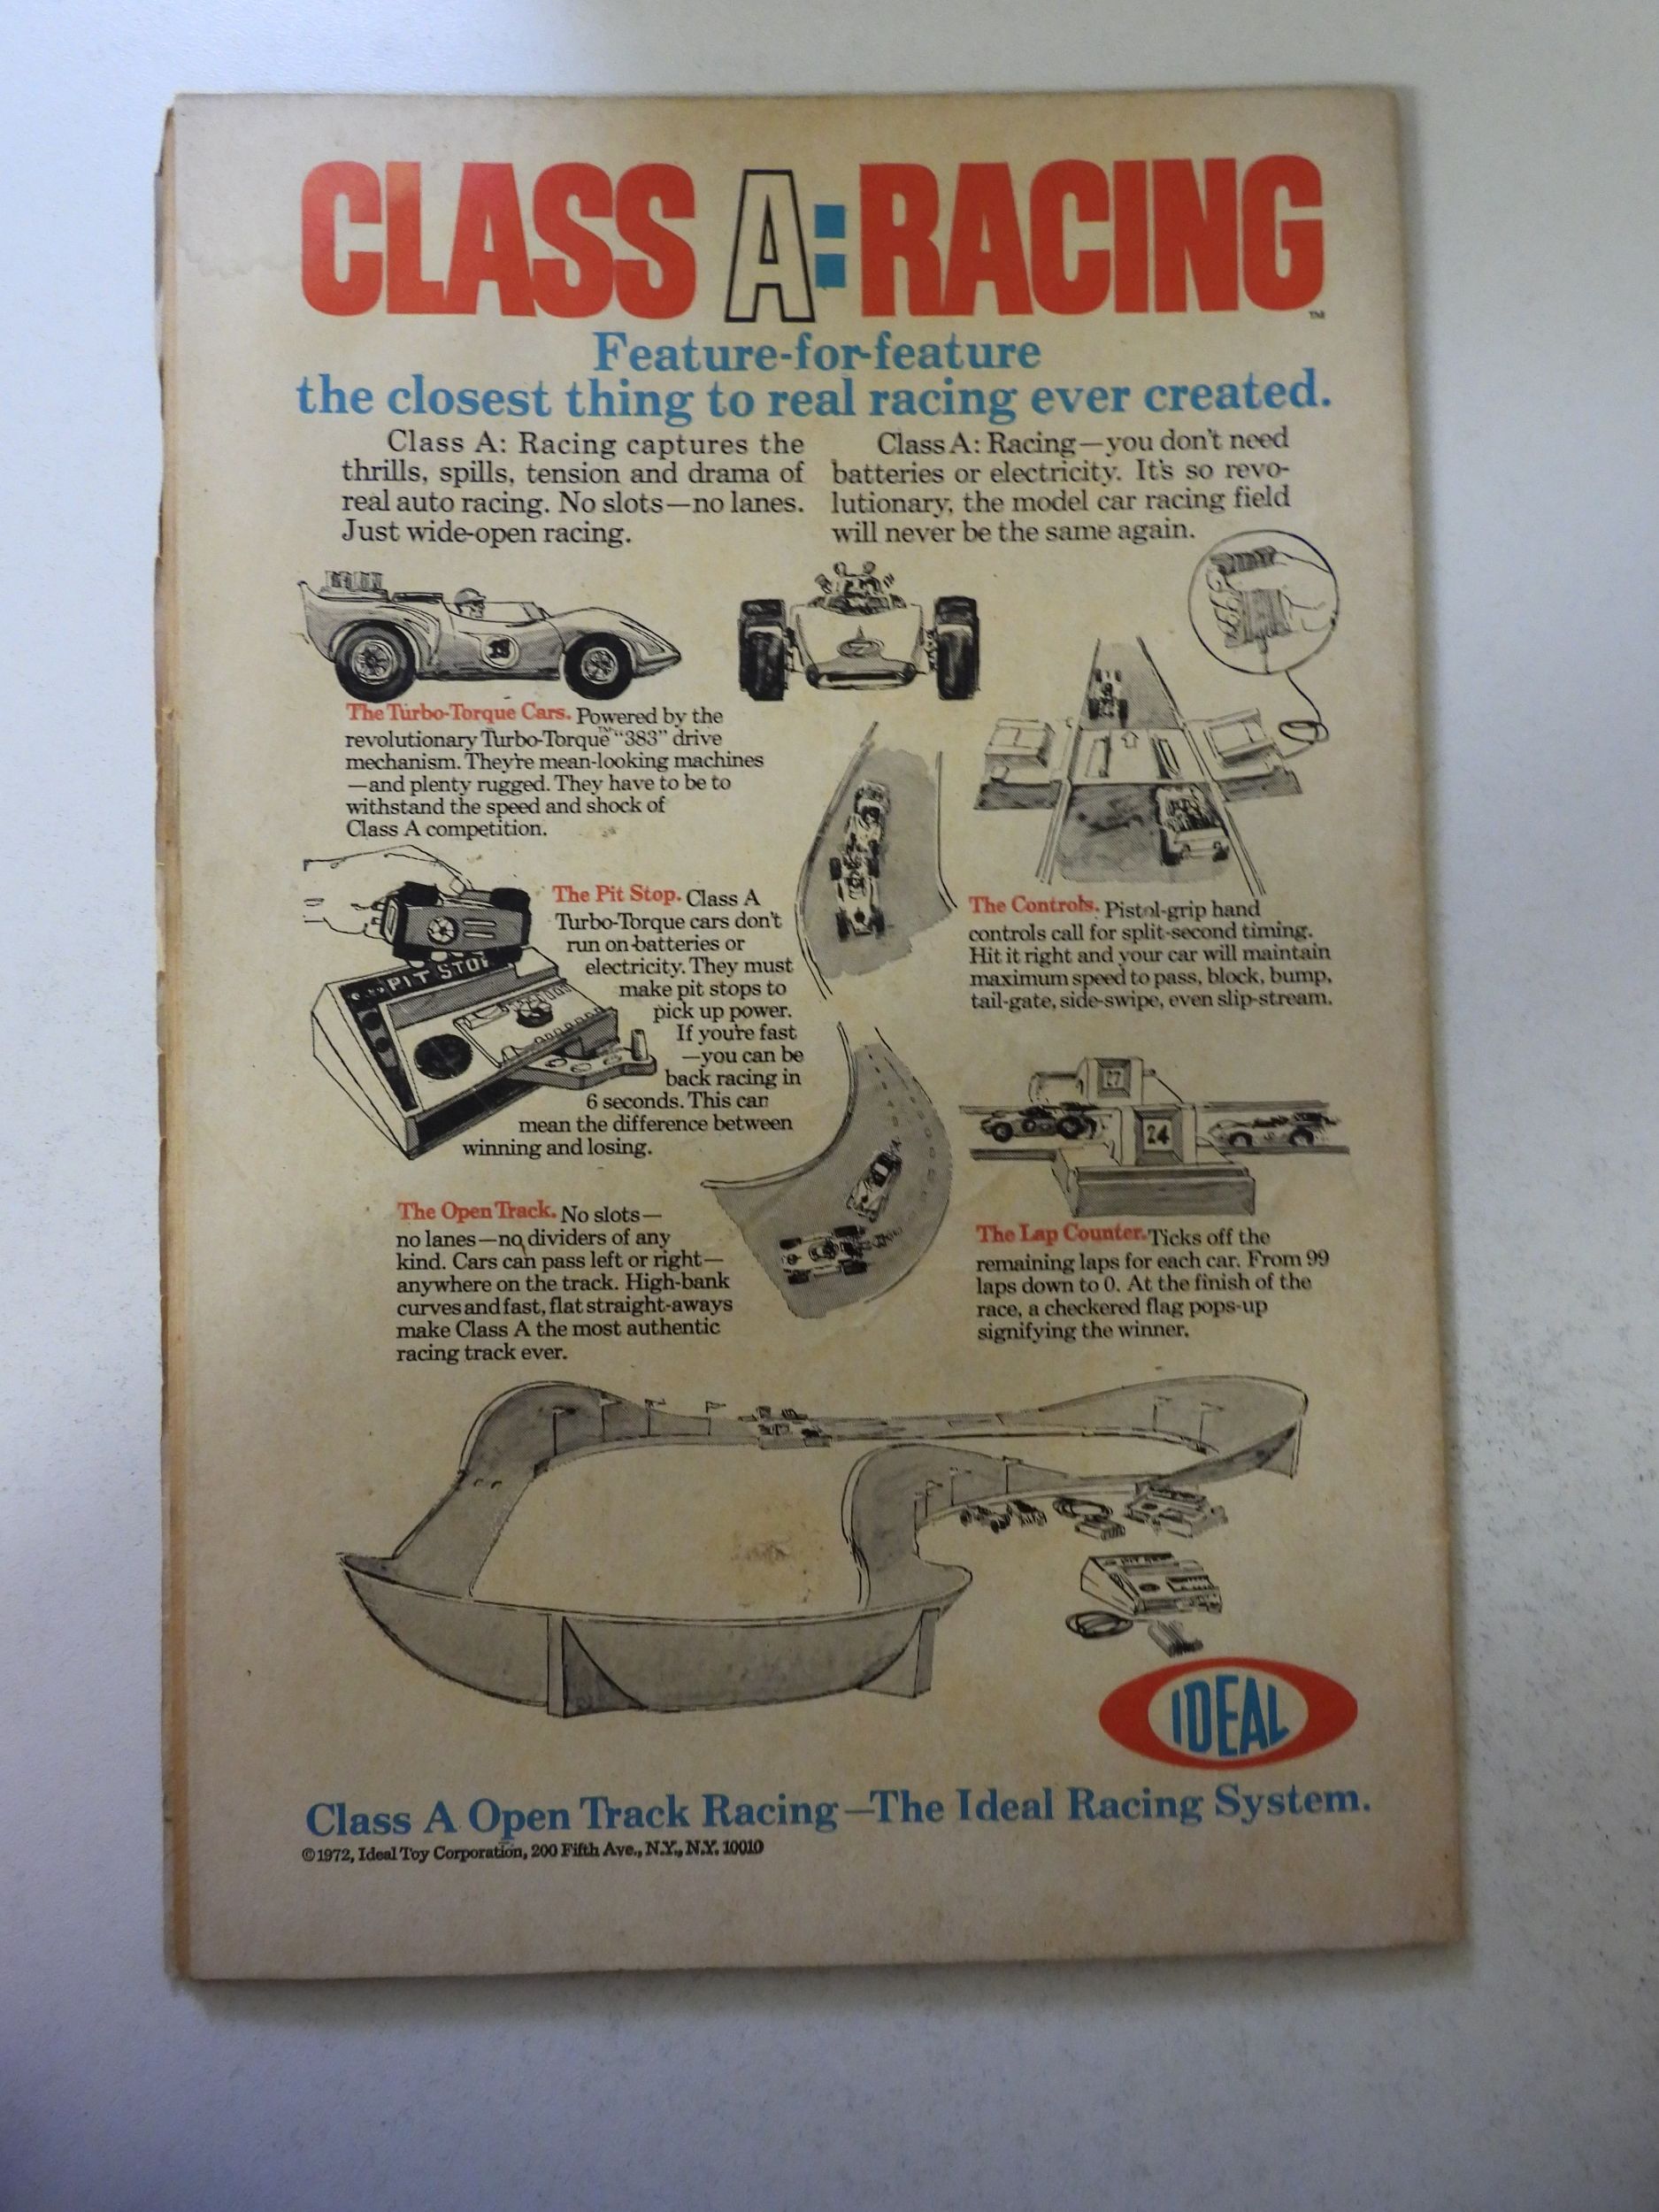 CLASS A: RACING
TM
Feature-for-feature
the closest thing to real racing ever created.
Class A: Racing captures the
thrills, spills, tension and drama of
real auto racing. No slots—no lanes.
Just wide-open racing.
Class A: Racing—you don't need
batteries or electricity. It's so revo-
lutionary, the model car racing field
will never be the same again.
The Turbo-Torque Cars. Powered by the
revolutionary Turbo-Torque™ “383” drive
mechanism. They're mean-looking machines
—and plenty rugged. They have to be to
withstand the speed and shock of
Class A competition.
PIT STOP
The Pit Stop. Class A
Turbo-Torque cars don't
run on batteries or
electricity. They must
make pit stops to
pick up power.
If you're fast
—you can be
back racing in
6 seconds. This can
mean the difference between
winning and losing.
The Controls. Pistol-grip hand
controls call for split-second timing.
Hit it right and your car will maintain
maximum speed to pass, block, bump,
tail-gate, side-swipe, even slip-stream.
27
24
The Open Track. No slots—
no lanes—no dividers of any
kind. Cars can pass left or right—
anywhere on the track. High-bank
curves and fast, flat straight-aways
make Class A the most authentic
racing track ever.
The Lap Counter. Ticks off the
remaining laps for each car. From 99
laps down to 0. At the finish of the
race, a checkered flag pops-up
signifying the winner.
IDEAL
Class A Open Track Racing—The Ideal Racing System.
©1972, Ideal Toy Corporation, 200 Fifth Ave., N.Y., N.Y. 10010